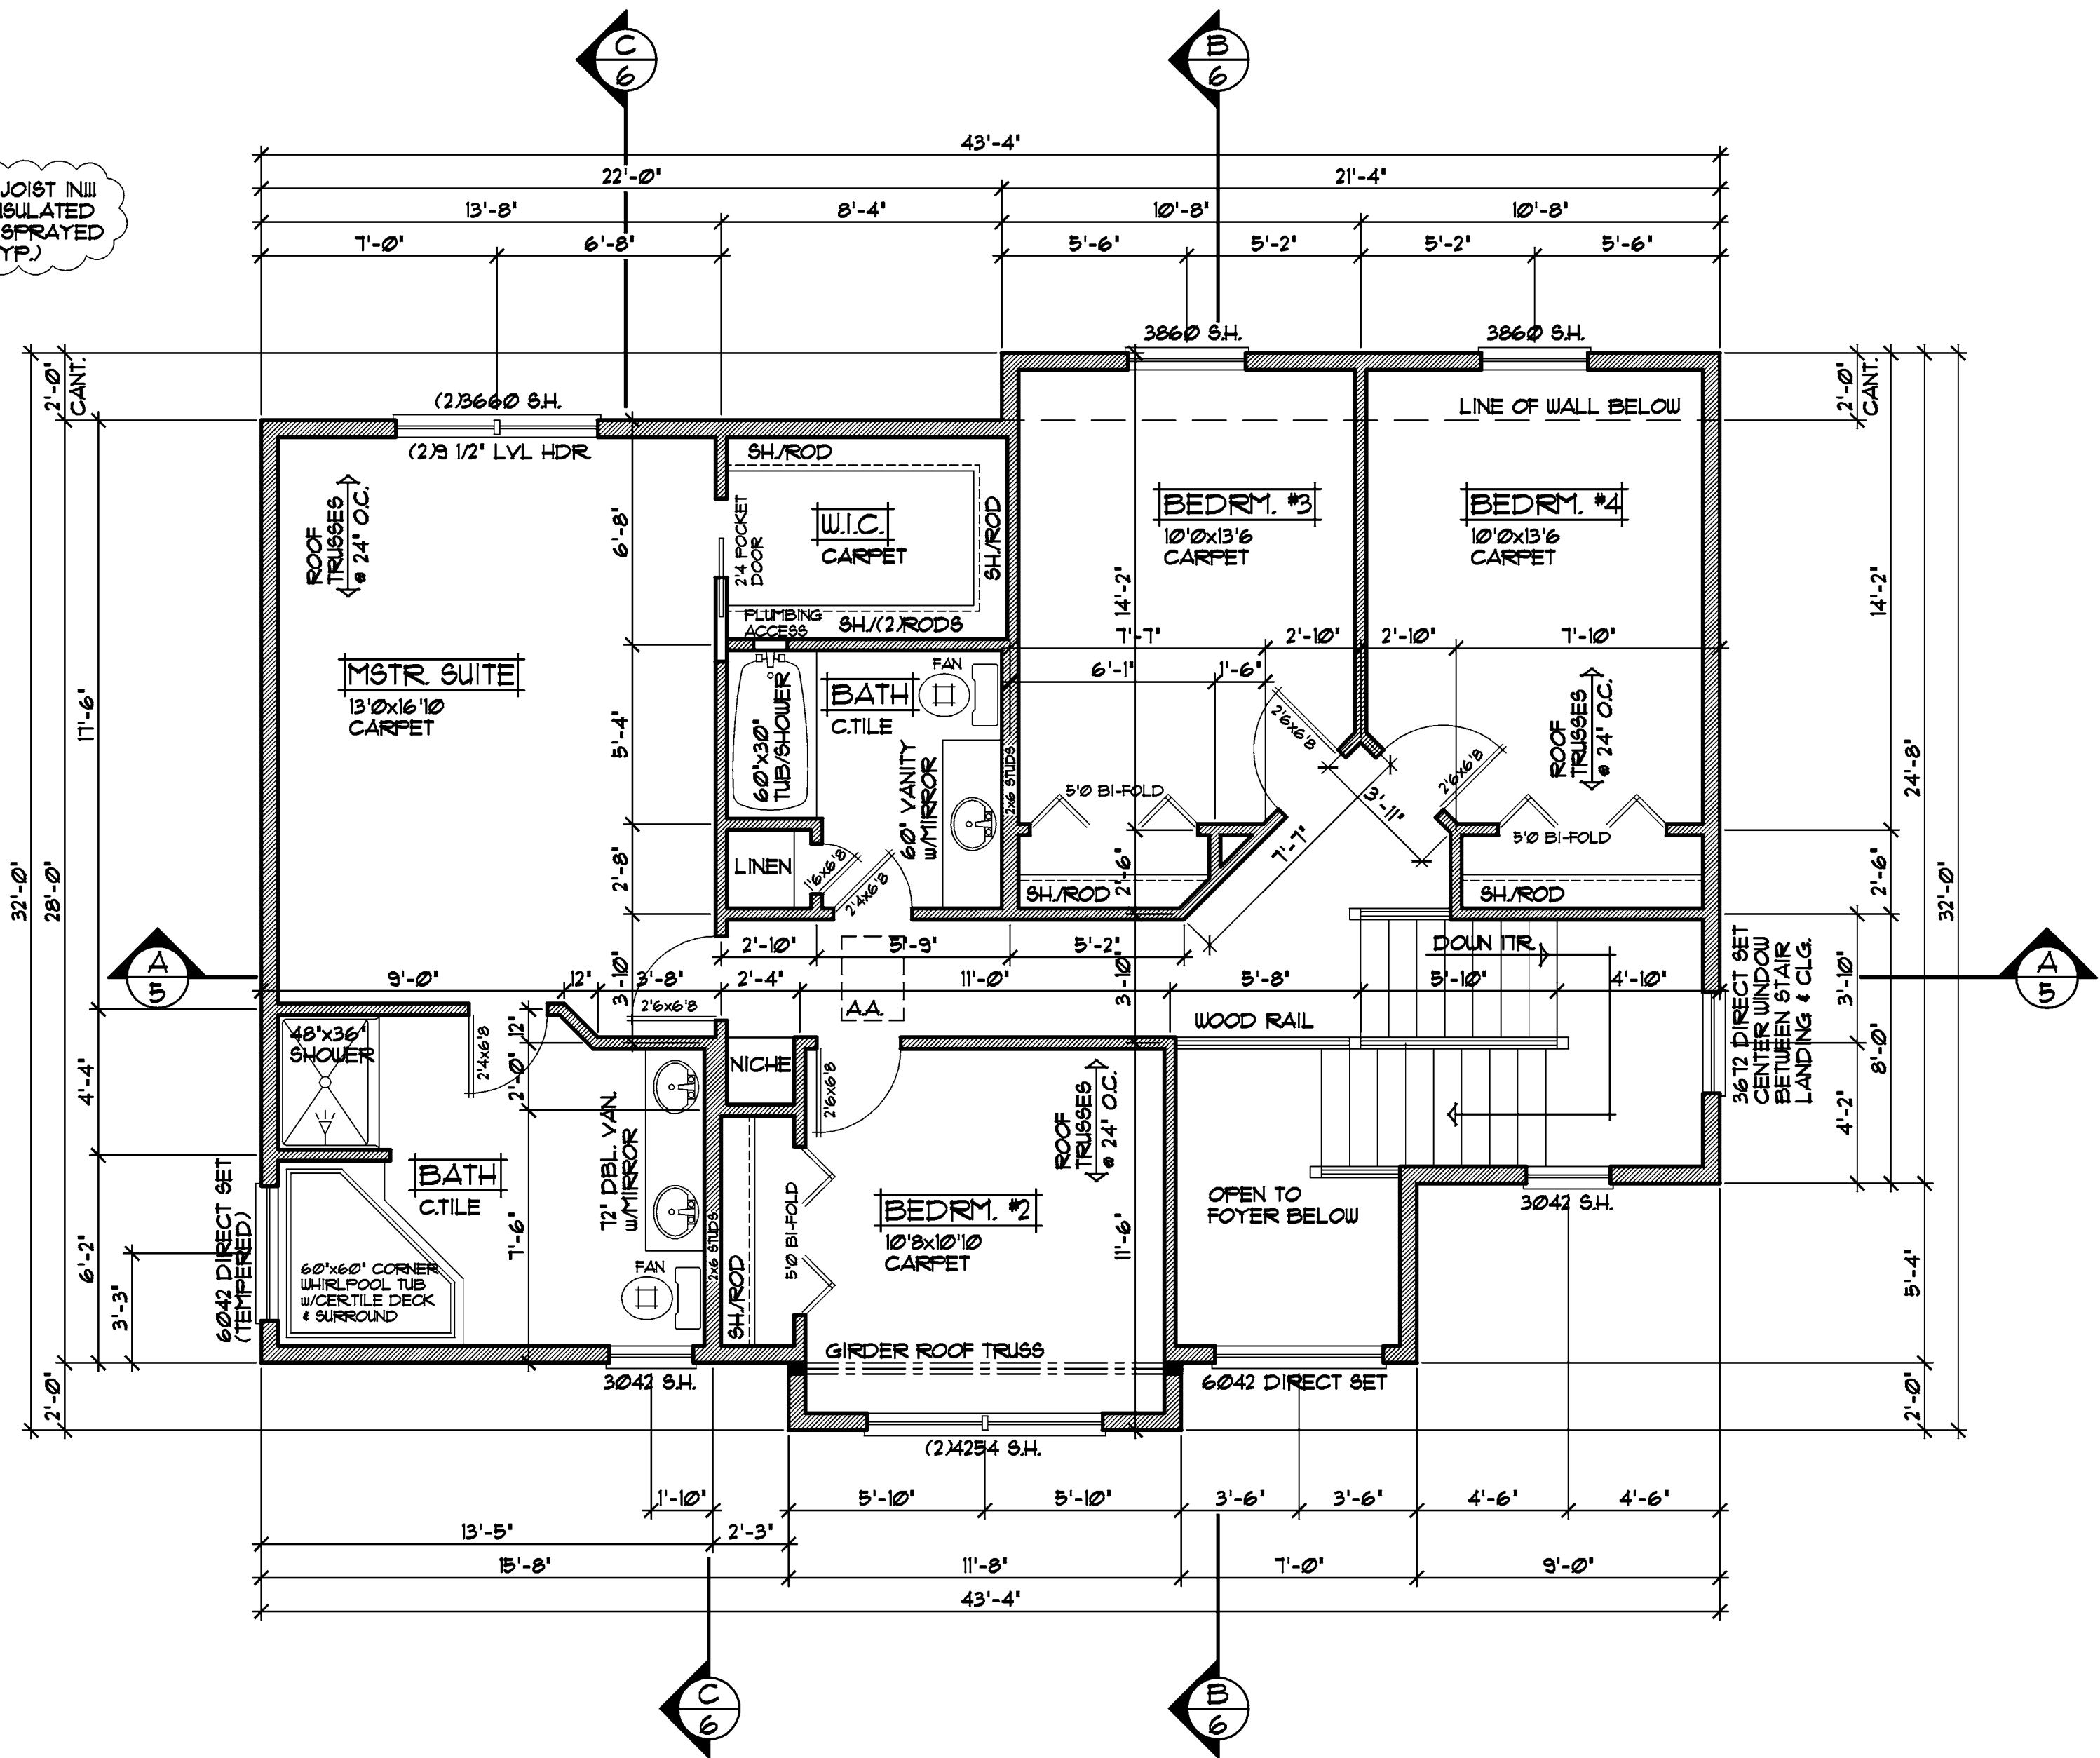 C
6
B
6
43'-4"
22'-0"
21'-4"
13'-8"
8'-4"
10'-8"
10'-8"
7'-0"
6'-8"
5'-6"
5'-2"
5'-2"
5'-6"
JOIST IN
SULATED
SPRAYED
YP.)
3860 S.H.
3860 S.H.
2'-0"
CANT.
2'-0"
CANT.
(2)3660 S.H.
(2)9 1/2" LVL HDR.
LINE OF WALL BELOW
SH./ROD
ROOF
TRUSSES
@ 24" O.C.
6'-8"
2'4 POCKET
DOOR
W.I.C.
CARPET
SH./ROD
BEDRM. #3
10'0x13'6
CARPET
BEDRM. #4
10'0x13'6
CARPET
14'-2"
14'-2"
PLUMBING
ACCESS
SH./(2)RODS
7'-7"
2'-10"
2'-10"
7'-10"
MSTR. SUITE
13'0x16'10
CARPET
17'-6"
5'-4"
60"x30"
TUB/SHOWER
BATH
C.TILE
FAN
60" VANITY
w/MIRROR
2x6 STUDS
6'-1"
1'-6"
2'6x6'8
2'6x6'8
ROOF
TRUSSES
@ 24" O.C.
24'-8"
5'0 BI-FOLD
3'-11"
5'0 BI-FOLD
7'-7"
2'-8"
LINEN
1'6x6'8
2'4x6'8
SH./ROD
2'-6"
SH./ROD
2'-6"
32'-0"
28'-0"
32'-0"
2'-10"
5'-9"
5'-2"
DOWN 17R.
A
5
A
5
9'-0"
12"
3'-8"
2'-4"
11'-0"
5'-8"
5'-10"
4'-10"
3'-10"
3'-10"
3'-10"
3672 DIRECT SET
CENTER WINDOW
BETWEEN STAIR
LANDING & CLG.
2'6x6'8
A.A.
WOOD RAIL
48"x36"
SHOWER
2'4x6'8
12"
2'-0"
NICHE
2'6x6'8
4'-4"
8'-0"
4'-2"
72" DBL. VAN.
w/MIRROR
ROOF
TRUSSES
@ 24" O.C.
BATH
C.TILE
6042 DIRECT SET
(TEMPERED)
6'-2"
3'-3"
7'-6"
2x6 STUDS
5'0 BI-FOLD
SH./ROD
BEDRM. #2
10'8x10'10
CARPET
11'-6"
OPEN TO
FOYER BELOW
3042 S.H.
5'-4"
60"x60" CORNER
WHIRLPOOL TUB
w/CER.TILE DECK
& SURROUND
FAN
GIRDER ROOF TRUSS
3042 S.H.
6042 DIRECT SET
2'-0"
2'-0"
(2)4254 S.H.
1'-10"
5'-10"
5'-10"
3'-6"
3'-6"
4'-6"
4'-6"
13'-5"
2'-3"
15'-8"
11'-8"
7'-0"
9'-0"
43'-4"
C
6
B
6